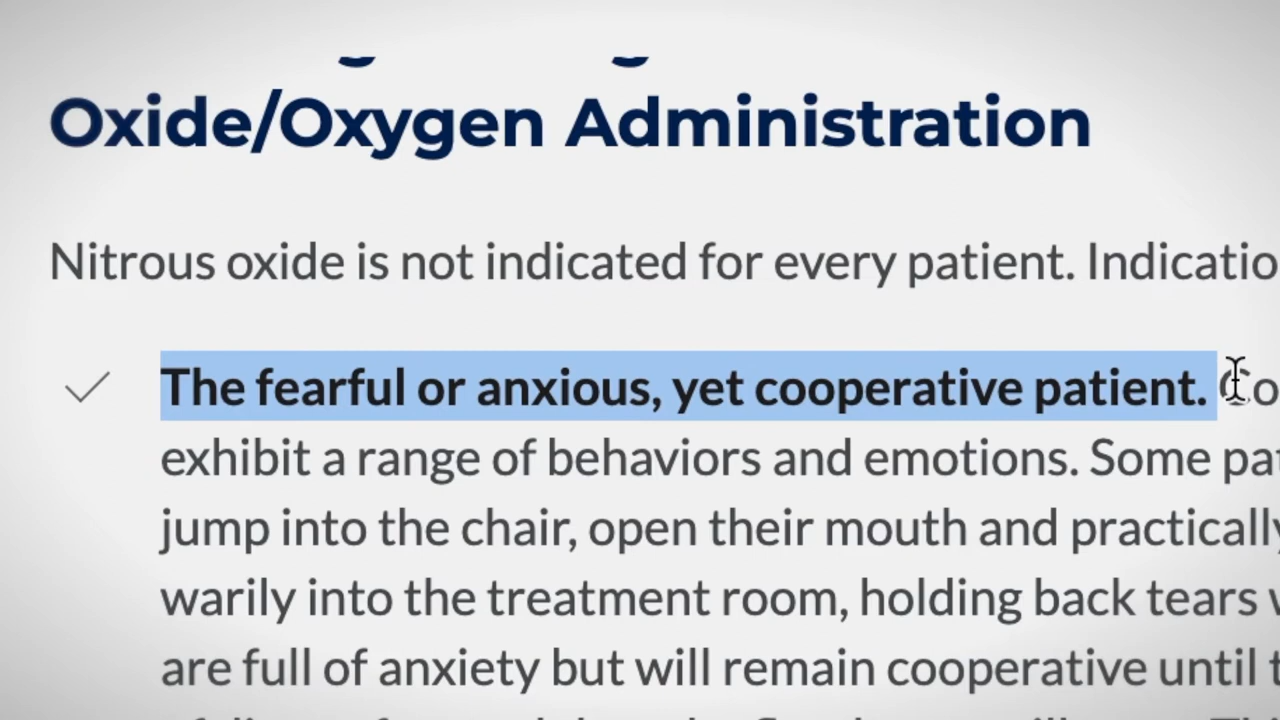 Oxide/Oxygen Administration
Nitrous oxide is not indicated for every patient.
The fearful or anxious, yet cooperative patient.
exhibit a range of behaviors and emotions. Some
jump into the chair, open their mouth and practically
warily into the treatment room, holding back tears
are full of anxiety but will remain cooperative until